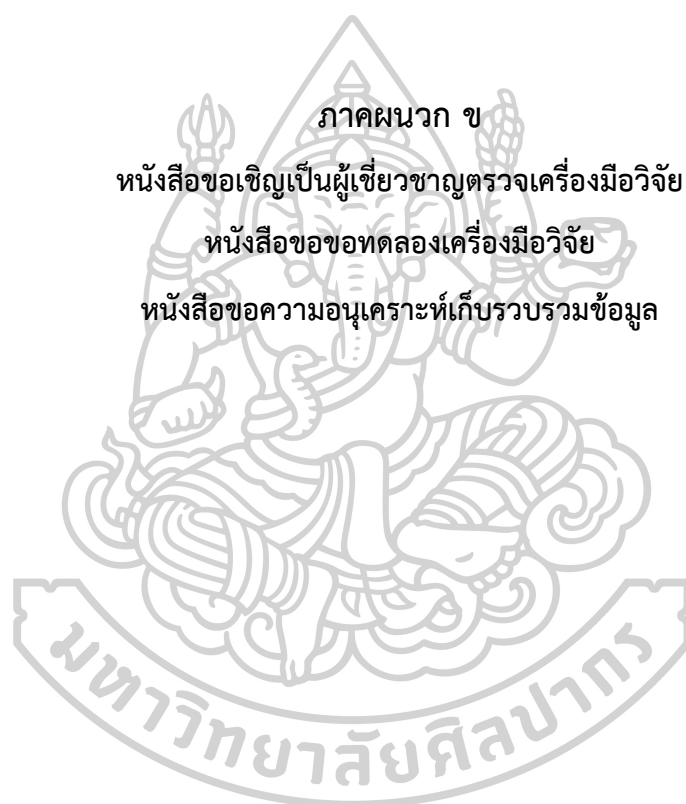 ภาคผนวก ข
หนังสือขอเชิญเป็นผู้เชี่ยวชาญตรวจเครื่องมือวิจัย
หนังสือขอขอทดลองเครื่องมือวิจัย
หนังสือขอความอนุเคราะห์เก็บรวบรวมข้อมูล
มหาวิทยาลัยศิลปากร